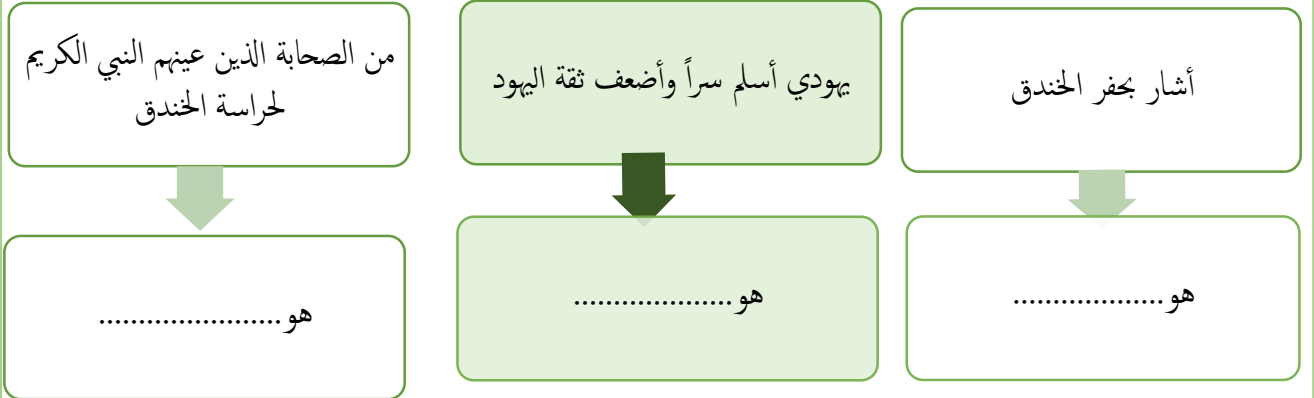 أشار بحفر الخندق
هو...................
يهودي أسلم سراً وأضعف ثقة اليهود
هو....................
من الصحابة الذين عينهم النبي الكريم
لحراسة الخندق
هو.......................